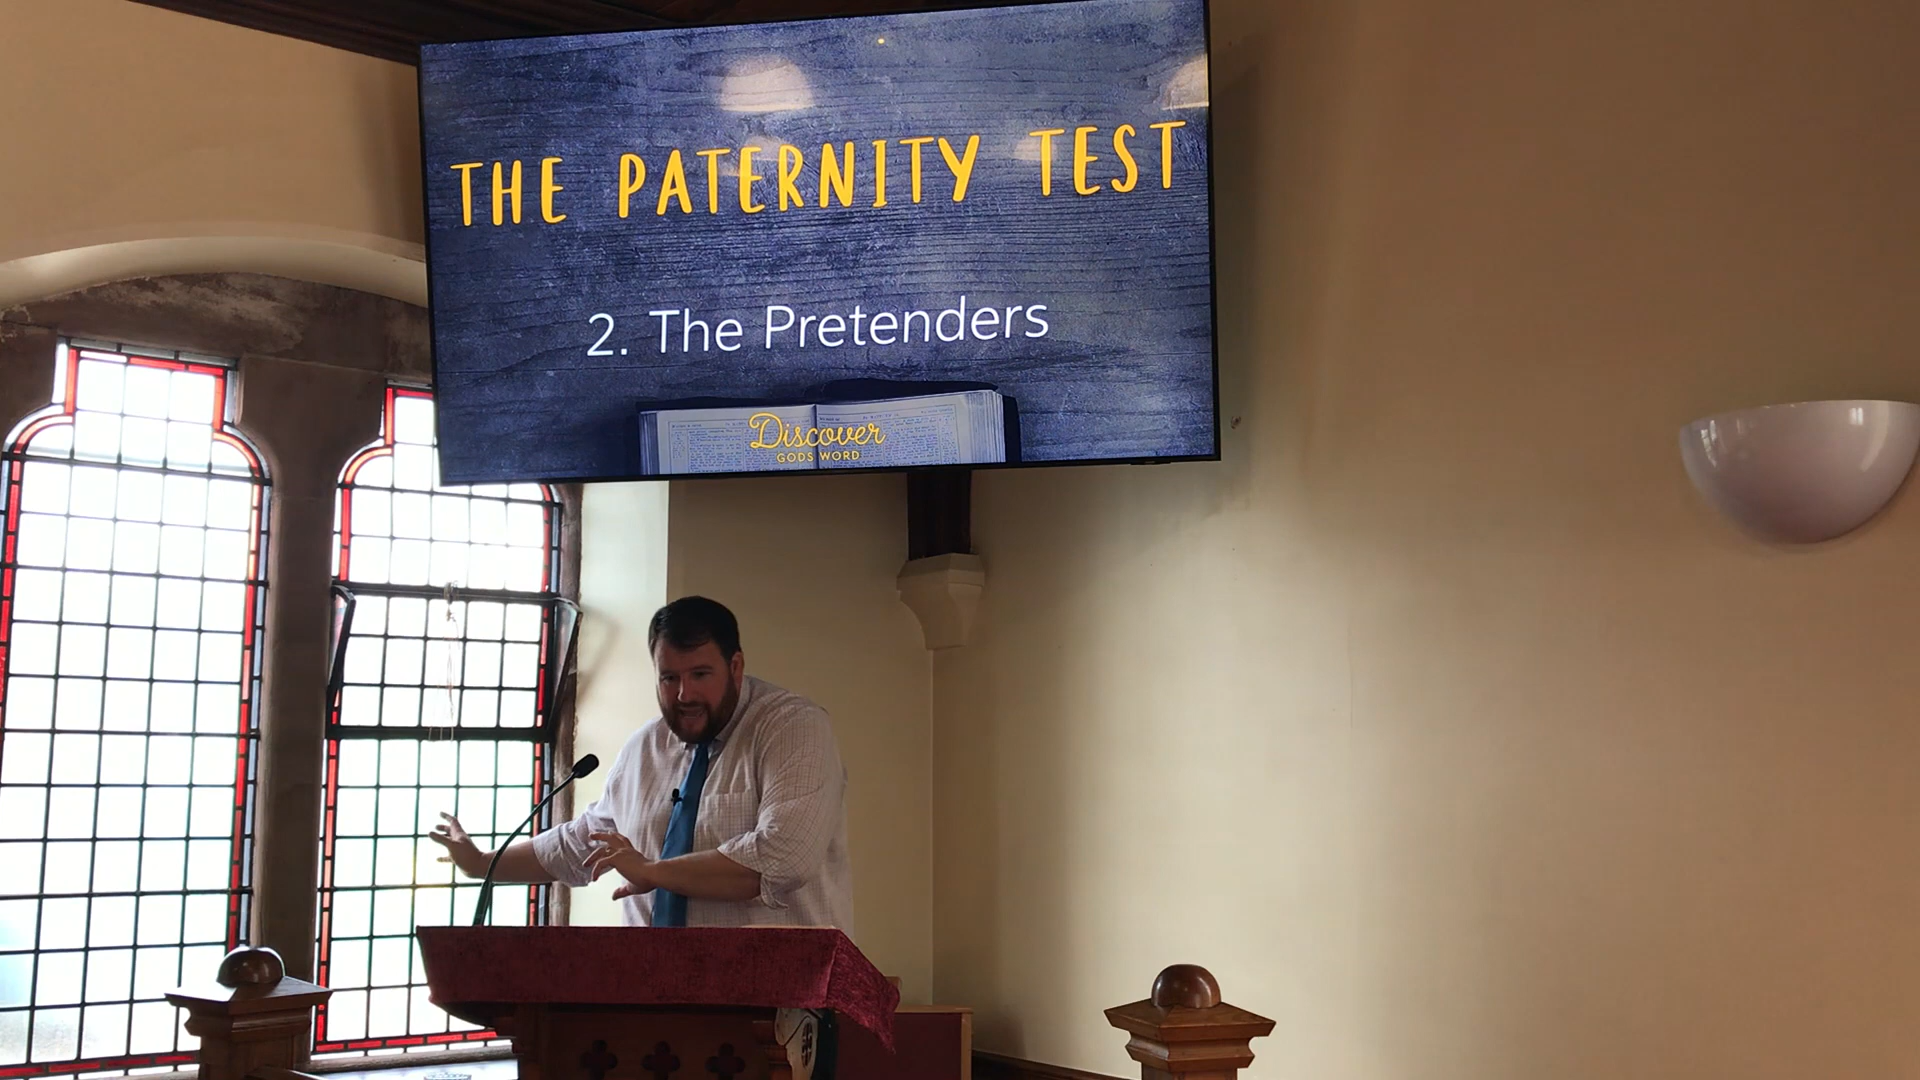 THE PATERNITY TEST
2. The Pretenders
Discover
GODS WORD